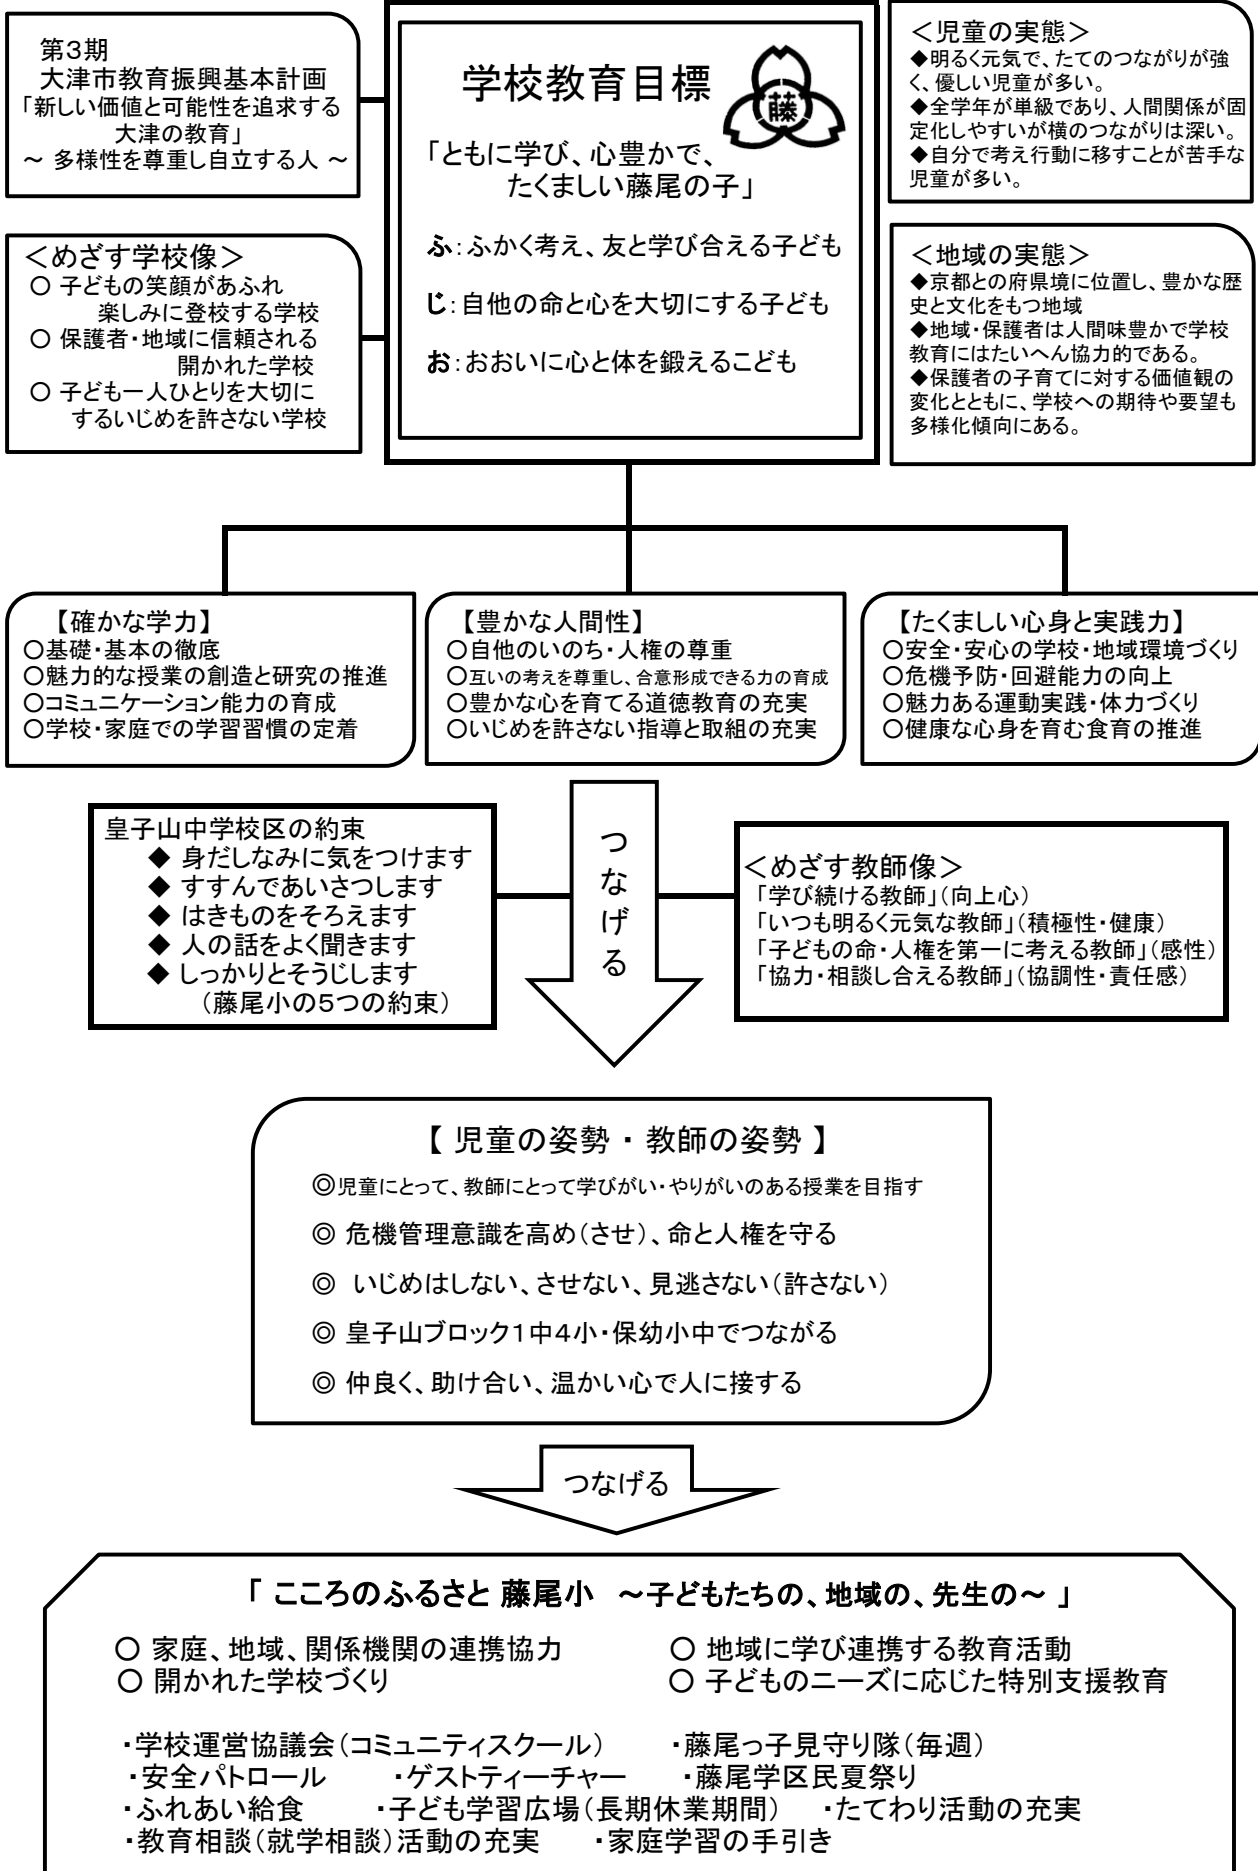 第3期
大津市教育振興基本計画
「新しい価値と可能性を追求する
大津の教育」
～ 多様性を尊重し自立する人 ～
＜めざす学校像＞
○ 子どもの笑顔があふれ
楽しみに登校する学校
○ 保護者・地域に信頼される
開かれた学校
○ 子ども一人ひとりを大切に
するいじめを許さない学校
学校教育目標
藤
「ともに学び、心豊かで、
たくましい藤尾の子」
ふ：ふかく考え、友と学び合える子ども
じ：自他の命と心を大切にする子ども
お：おおいに心と体を鍛えるこども
＜児童の実態＞
◆明るく元気で、たてのつながりが強
く、優しい児童が多い。
◆全学年が単級であり、人間関係が固
定化しやすいが横のつながりは深い。
◆自分で考え行動に移すことが苦手な
児童が多い。
＜地域の実態＞
◆京都との府県境に位置し、豊かな歴
史と文化をもつ地域
◆地域・保護者は人間味豊かで学校
教育にはたいへん協力的である。
◆保護者の子育てに対する価値観の
変化とともに、学校への期待や要望も
多様化傾向にある。
【確かな学力】
○基礎・基本の徹底
○魅力的な授業の創造と研究の推進
○コミュニケーション能力の育成
○学校・家庭での学習習慣の定着
【豊かな人間性】
○自他のいのち・人権の尊重
○互いの考えを尊重し、合意形成できる力の育成
○豊かな心を育てる道徳教育の充実
○いじめを許さない指導と取組の充実
【たくましい心身と実践力】
○安全・安心の学校・地域環境づくり
○危機予防・回避能力の向上
○魅力ある運動実践・体力づくり
○健康な心身を育む食育の推進
皇子山中学校区の約束
◆ 身だしなみに気をつけます
◆ すすんであいさつします
◆ はきものをそろえます
◆ 人の話をよく聞きます
◆ しっかりとそうじします
（藤尾小の5つの約束）
つなげる
＜めざす教師像＞
「学び続ける教師」（向上心）
「いつも明るく元気な教師」（積極性・健康）
「子どもの命・人権を第一に考える教師」（感性）
「協力・相談し合える教師」（協調性・責任感）
【 児童の姿勢 ・ 教師の姿勢 】
◎児童にとって、教師にとって学びがい・やりがいのある授業を目指す
◎ 危機管理意識を高め（させ）、命と人権を守る
◎ いじめはしない、させない、見逃さない（許さない）
◎ 皇子山ブロック1中4小・保幼小中でつながる
◎ 仲良く、助け合い、温かい心で人に接する
つなげる
「 こころのふるさと 藤尾小 ～子どもたちの、地域の、先生の～ 」
○ 家庭、地域、関係機関の連携協力 ○ 地域に学び連携する教育活動
○ 開かれた学校づくり ○ 子どものニーズに応じた特別支援教育
・学校運営協議会（コミュニティスクール） ・藤尾っ子見守り隊（毎週）
・安全パトロール ・ゲストティーチャー ・藤尾学区民夏祭り
・ふれあい給食 ・子ども学習広場（長期休業期間） ・たてわり活動の充実
・教育相談（就学相談）活動の充実 ・家庭学習の手引き